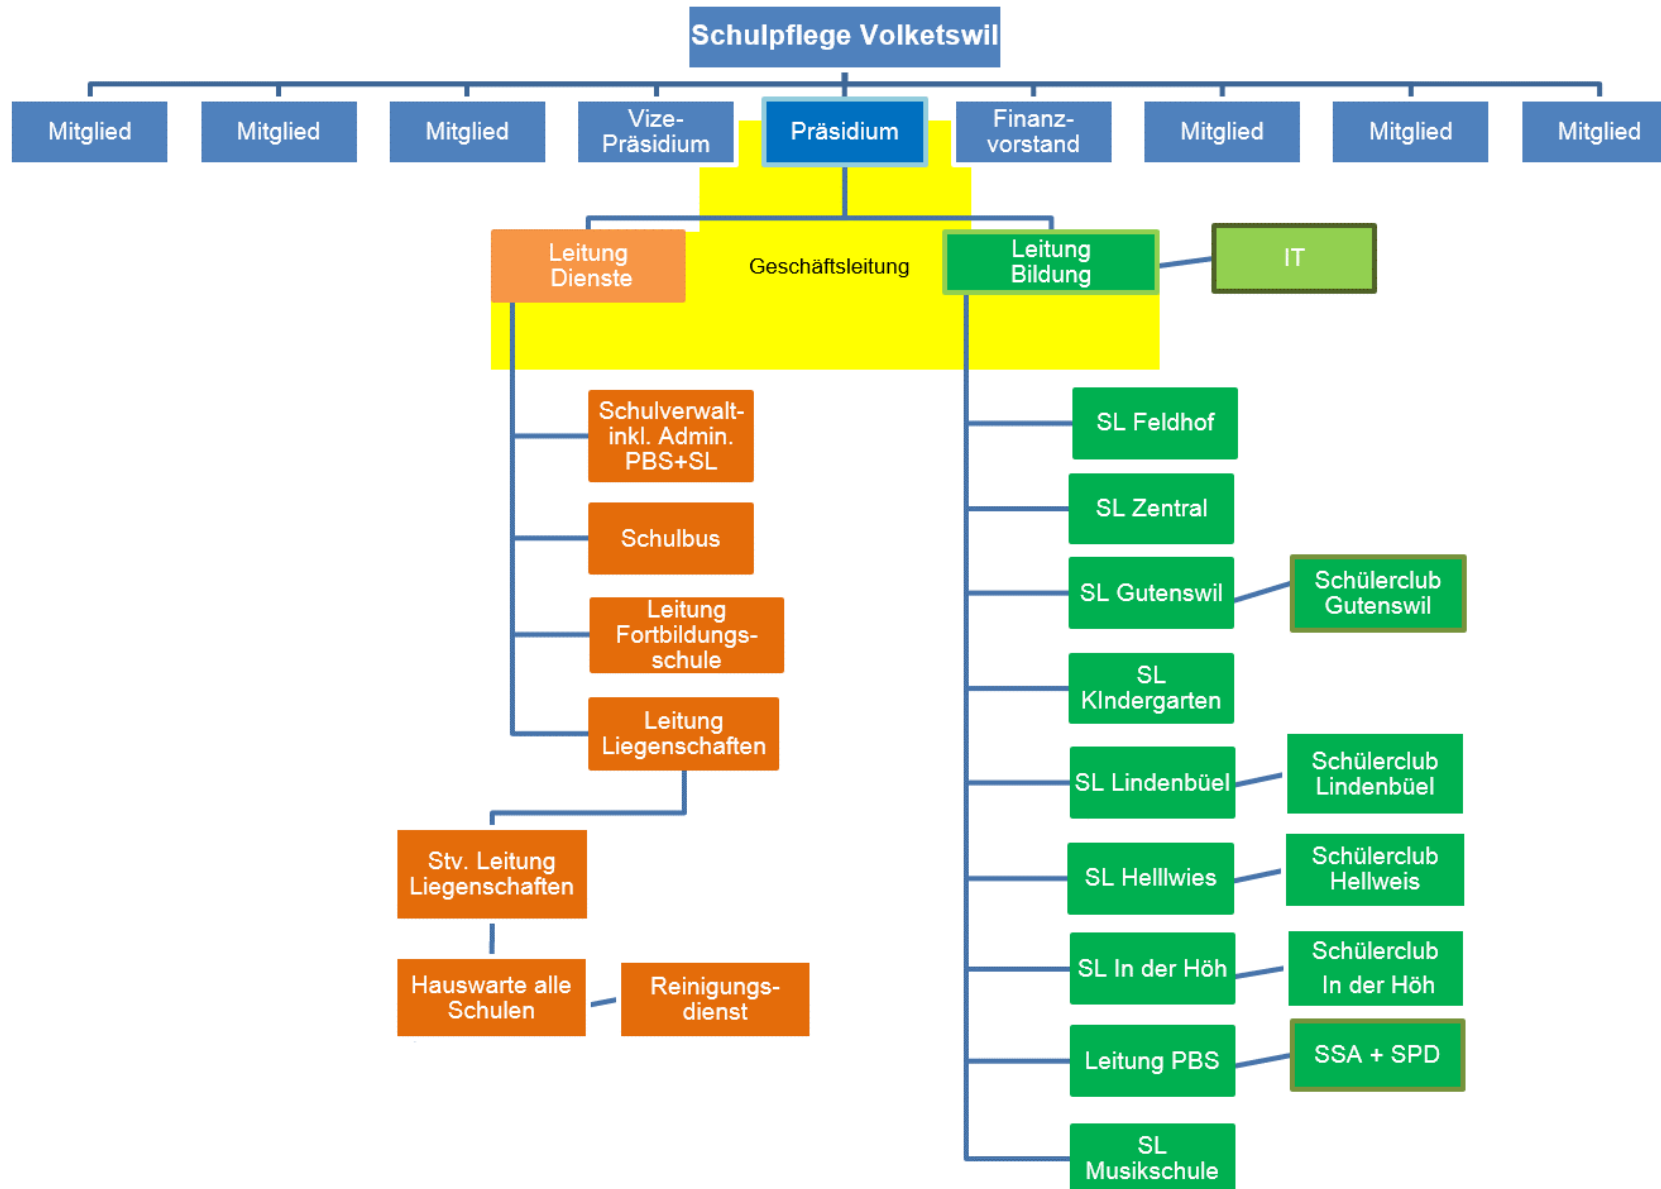 Schulpflege Volketswil
Mitglied
Mitglied
Mitglied
Vize-
Präsidium
Präsidium
Finanz-
vorstand
Mitglied
Mitglied
Mitglied
Leitung
Dienste
Geschäftsleitung
Leitung
Bildung
IT
Schulverwalt-
inkl. Admin.
PBS+SL
Schulbus
Leitung
Fortbildungs-
schule
Leitung
Liegenschaften
Stv. Leitung
Liegenschaften
Hauswarte alle
Schulen
Reinigungs-
dienst
SL Feldhof
SL Zentral
SL Gutenswil
Schülerclub
Gutenswil
SL
KIndergarten
SL Lindenbüel
Schülerclub
Lindenbüel
SL Helllwies
Schülerclub
Hellweis
SL In der Höh
Schülerclub
In der Höh
Leitung PBS
SSA + SPD
SL
Musikschule